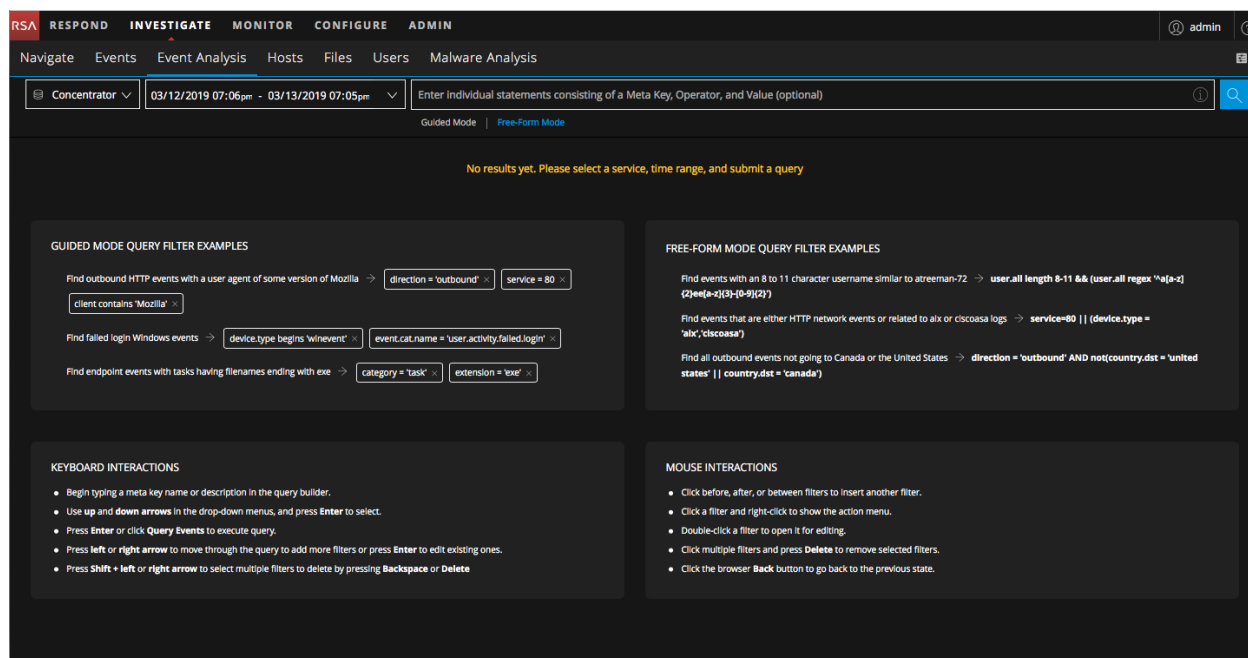 RSA RESPOND INVESTIGATE MONITOR CONFIGURE ADMIN admin
Navigate Events Event Analysis Hosts Files Users Malware Analysis
Concentrator 03/12/2019 07:06pm - 03/13/2019 07:05pm Enter individual statements consisting of a Meta Key, Operator, and Value (optional)
Guided Mode | Free-Form Mode
No results yet. Please select a service, time range, and submit a query
GUIDED MODE QUERY FILTER EXAMPLES
Find outbound HTTP events with a user agent of some version of Mozilla → direction = 'outbound' × service = 80 ×
client contains 'Mozilla' ×
Find failed login Windows events → device.type begins 'winevent' × event.cat.name = 'user.activity.failed.login' ×
Find endpoint events with tasks having filenames ending with exe → category = 'task' × extension = 'exe' ×
FREE-FORM MODE QUERY FILTER EXAMPLES
Find events with an 8 to 11 character username similar to atreeman-72 → user.all length 8-11 && (user.all regex '^a[a-z]
{2}ee[a-z]{3}-[0-9]{2}')
Find events that are either HTTP network events or related to aix or ciscoasa logs → service=80 || (device.type =
'aix','ciscoasa')
Find all outbound events not going to Canada or the United States → direction = 'outbound' AND not(country.dst = 'united
states' || country.dst = 'canada')
KEYBOARD INTERACTIONS
• Begin typing a meta key name or description in the query builder.
• Use up and down arrows in the drop-down menus, and press Enter to select.
• Press Enter or click Query Events to execute query.
• Press left or right arrow to move through the query to add more filters or press Enter to edit existing ones.
• Press Shift + left or right arrow to select multiple filters to delete by pressing Backspace or Delete
MOUSE INTERACTIONS
• Click before, after, or between filters to insert another filter.
• Click a filter and right-click to show the action menu.
• Double-click a filter to open it for editing.
• Click multiple filters and press Delete to remove selected filters.
• Click the browser Back button to go back to the previous state.